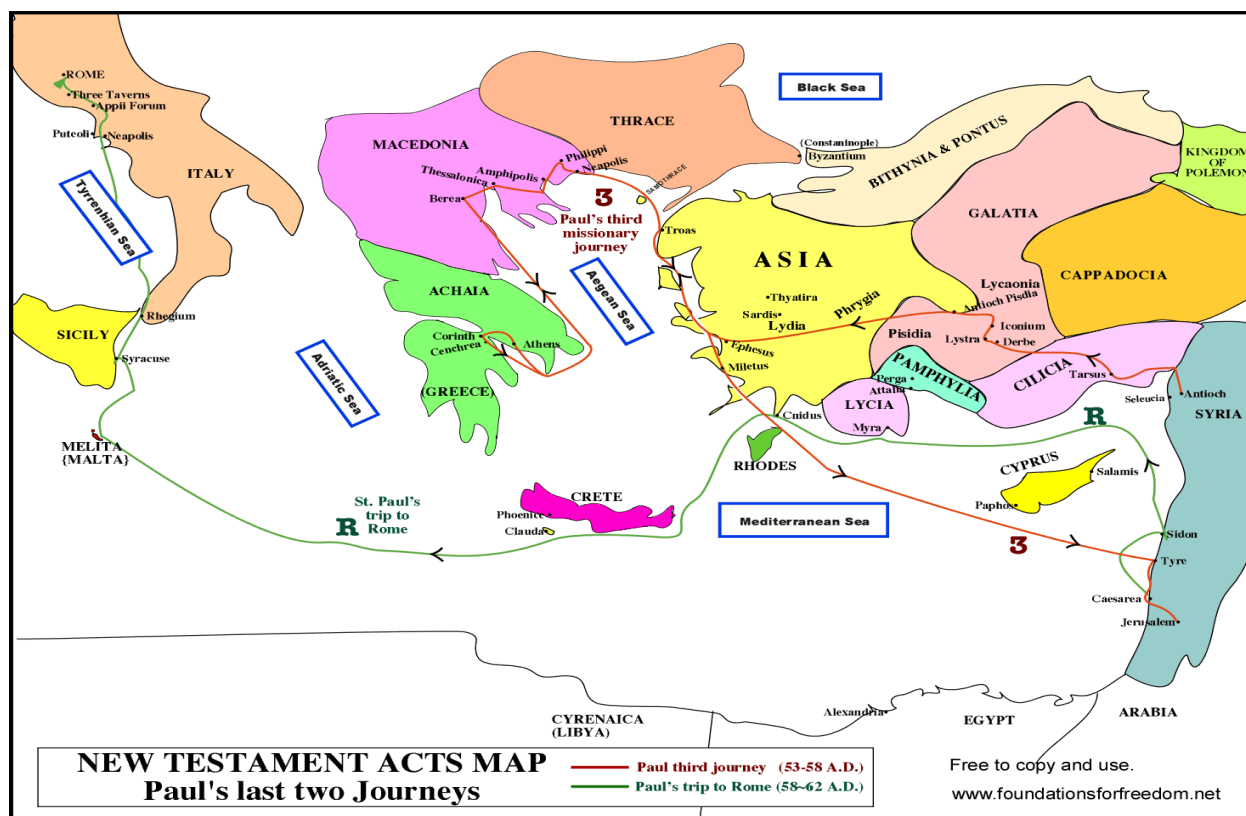 ROME
Three Taverns
Appii Forum
Puteoli
Neapolis
ITALY
Tyrrenhian Sea
Rhegium
SICILY
Syracuse
MELITA
{MALTA}
Adriatic Sea
MACEDONIA
THRACE
Black Sea
Philippi
Neapolis
Amphipolis
Thessalonica
Berea
SAMOTHRACE
3
Paul's third
missionary
journey
{Constaninople}
Byzantium
BITHYNIA & PONTUS
KINGDOM
OF
POLEMON
GALATIA
CAPPADOCIA
Troas
ASIA
Aegean Sea
ACHAIA
Corinth
Cenchrea
Athens
(GREECE)
Thyatira
Sardis
Lydia
Phrygia
Lycaonia
Antioch Pisdia
Iconium
Pisidia
Lystra
Derbe
Ephesus
Miletus
PAMPHYLIA
Perga
Attalia
CILICIA
Tarsus
Seleucia
Antioch
SYRIA
Cnidus
LYCIA
Myra
R
RHODES
CYPRUS
Salamis
Paphos
St. Paul's
trip to
Rome
R
CRETE
Phoenice
Clauda
Mediterranean Sea
3
Sidon
Tyre
Caesarea
Jerusalem
Alexandria
CYRENAICA
(LIBYA)
EGYPT
ARABIA
NEW TESTAMENT ACTS MAP
Paul's last two Journeys
Paul third journey (53-58 A.D.)
Paul's trip to Rome (58~62 A.D.)
Free to copy and use.
www.foundationsforfreedom.net